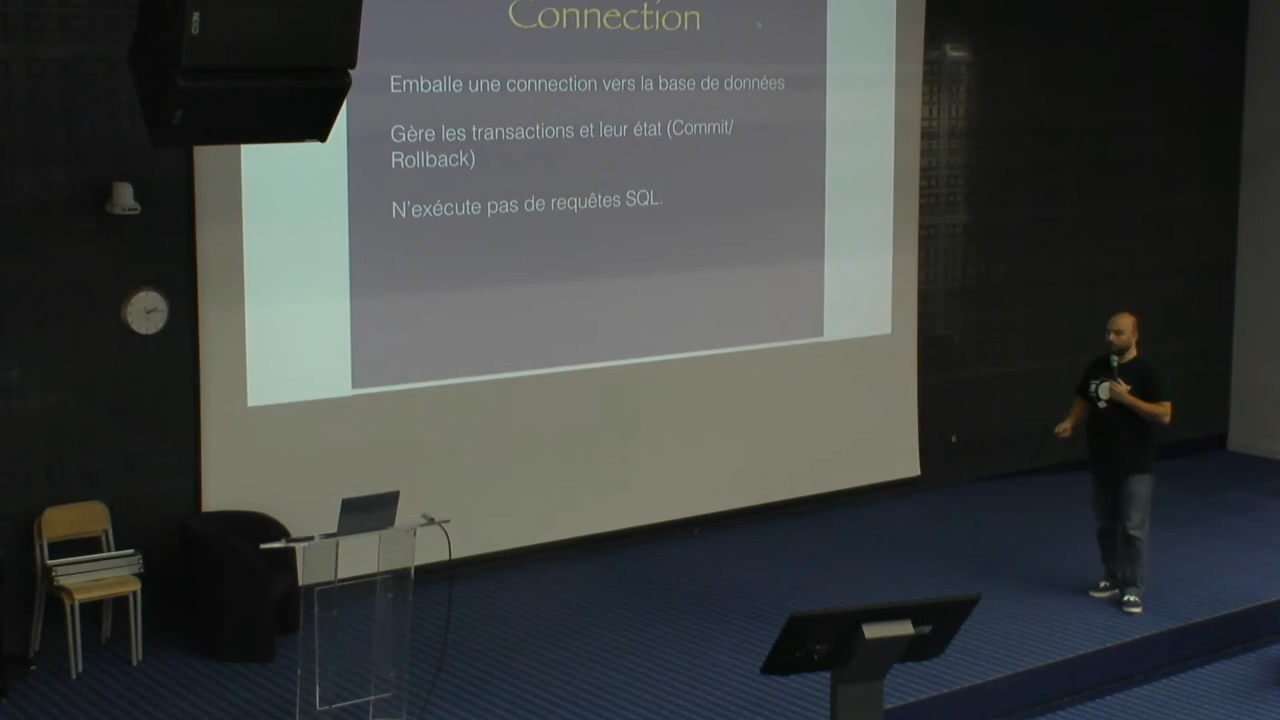 Connection
Emballe une connection vers la base de données
Gère les transactions et leur état (Commit/
Rollback)
N'exécute pas de requêtes SQL.